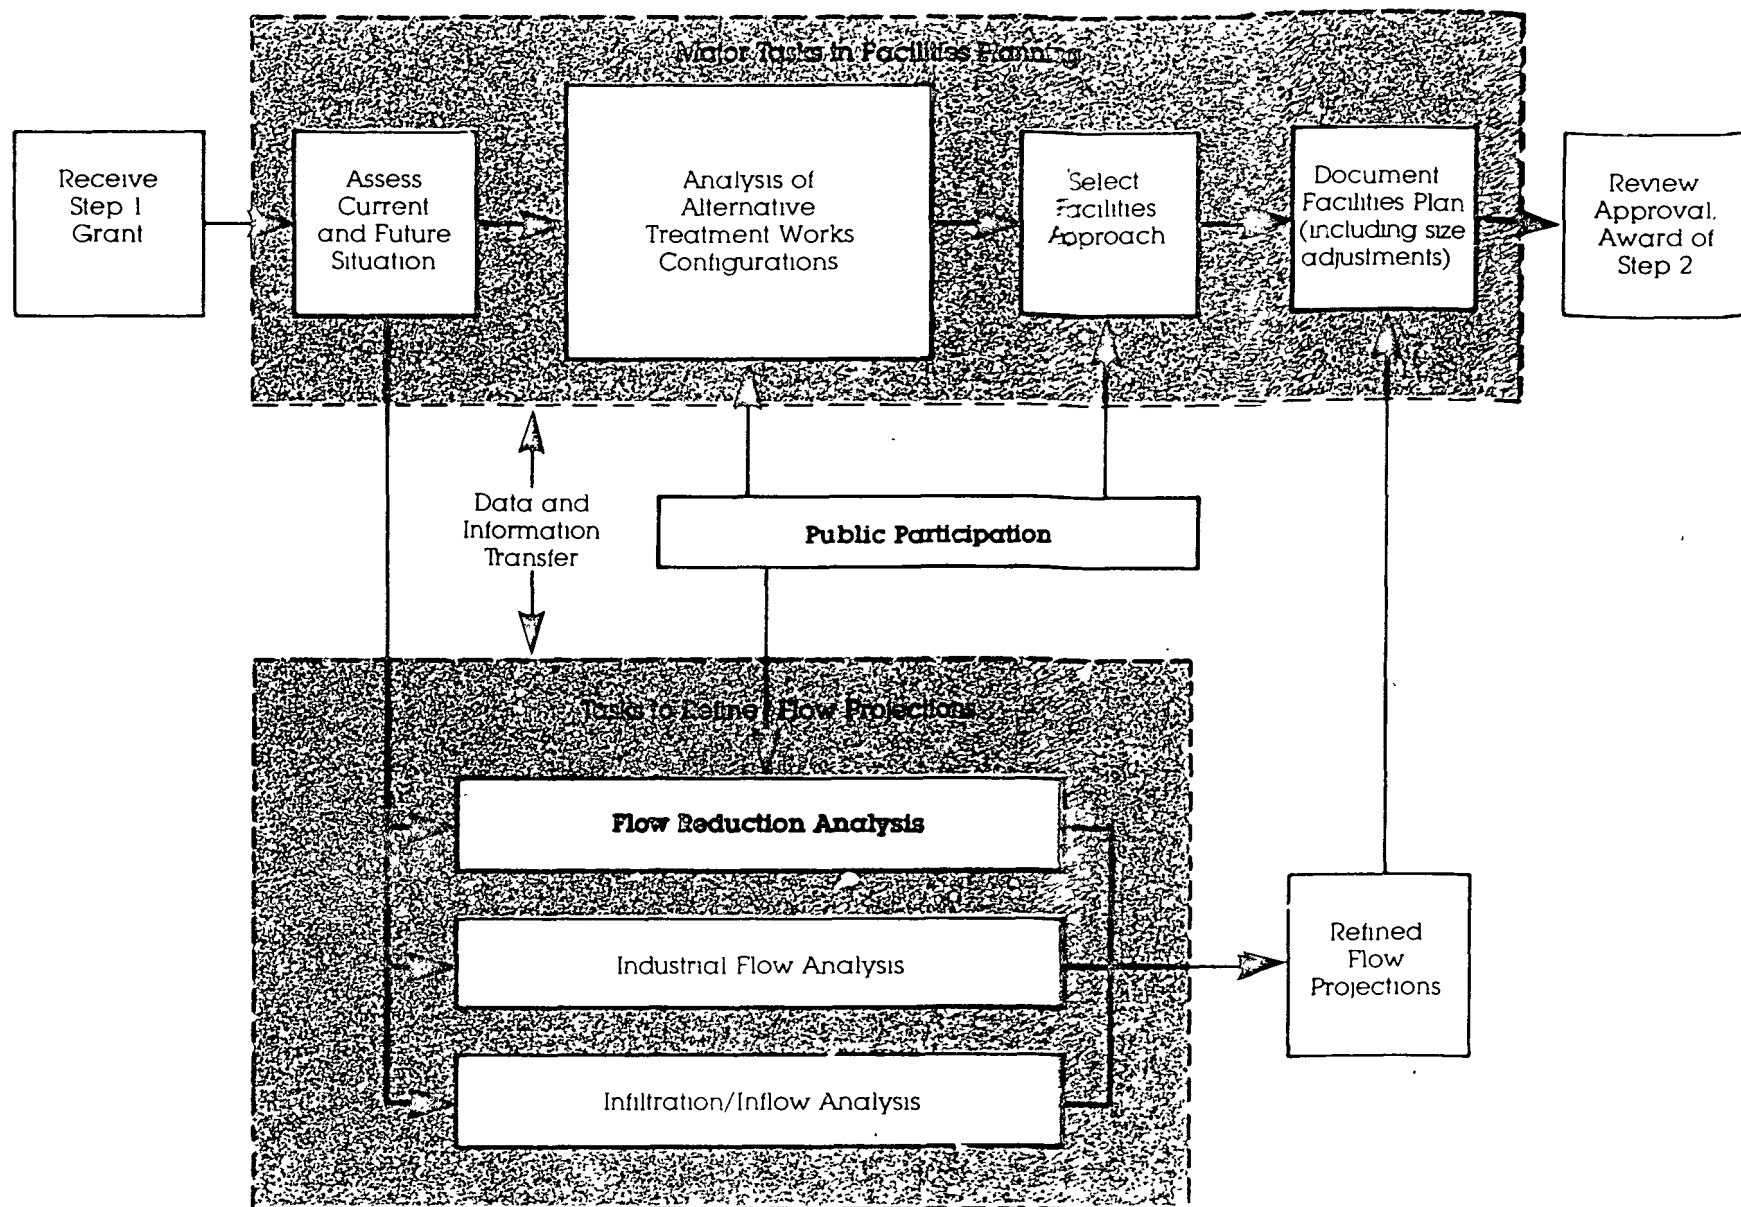 Major Tasks in Facilities Planning
Receive
Step 1
Grant
Assess
Current
and Future
Situation
Analysis of
Alternative
Treatment Works
Configurations
Select
Facilities
Approach
Document
Facilities Plan
(including size
adjustments)
Review
Approval,
Award of
Step 2
Data and
Information
Transfer
Public Participation
Tasks to Refine Flow Projections
Flow Reduction Analysis
Industrial Flow Analysis
Infiltration/Inflow Analysis
Refined
Flow
Projections